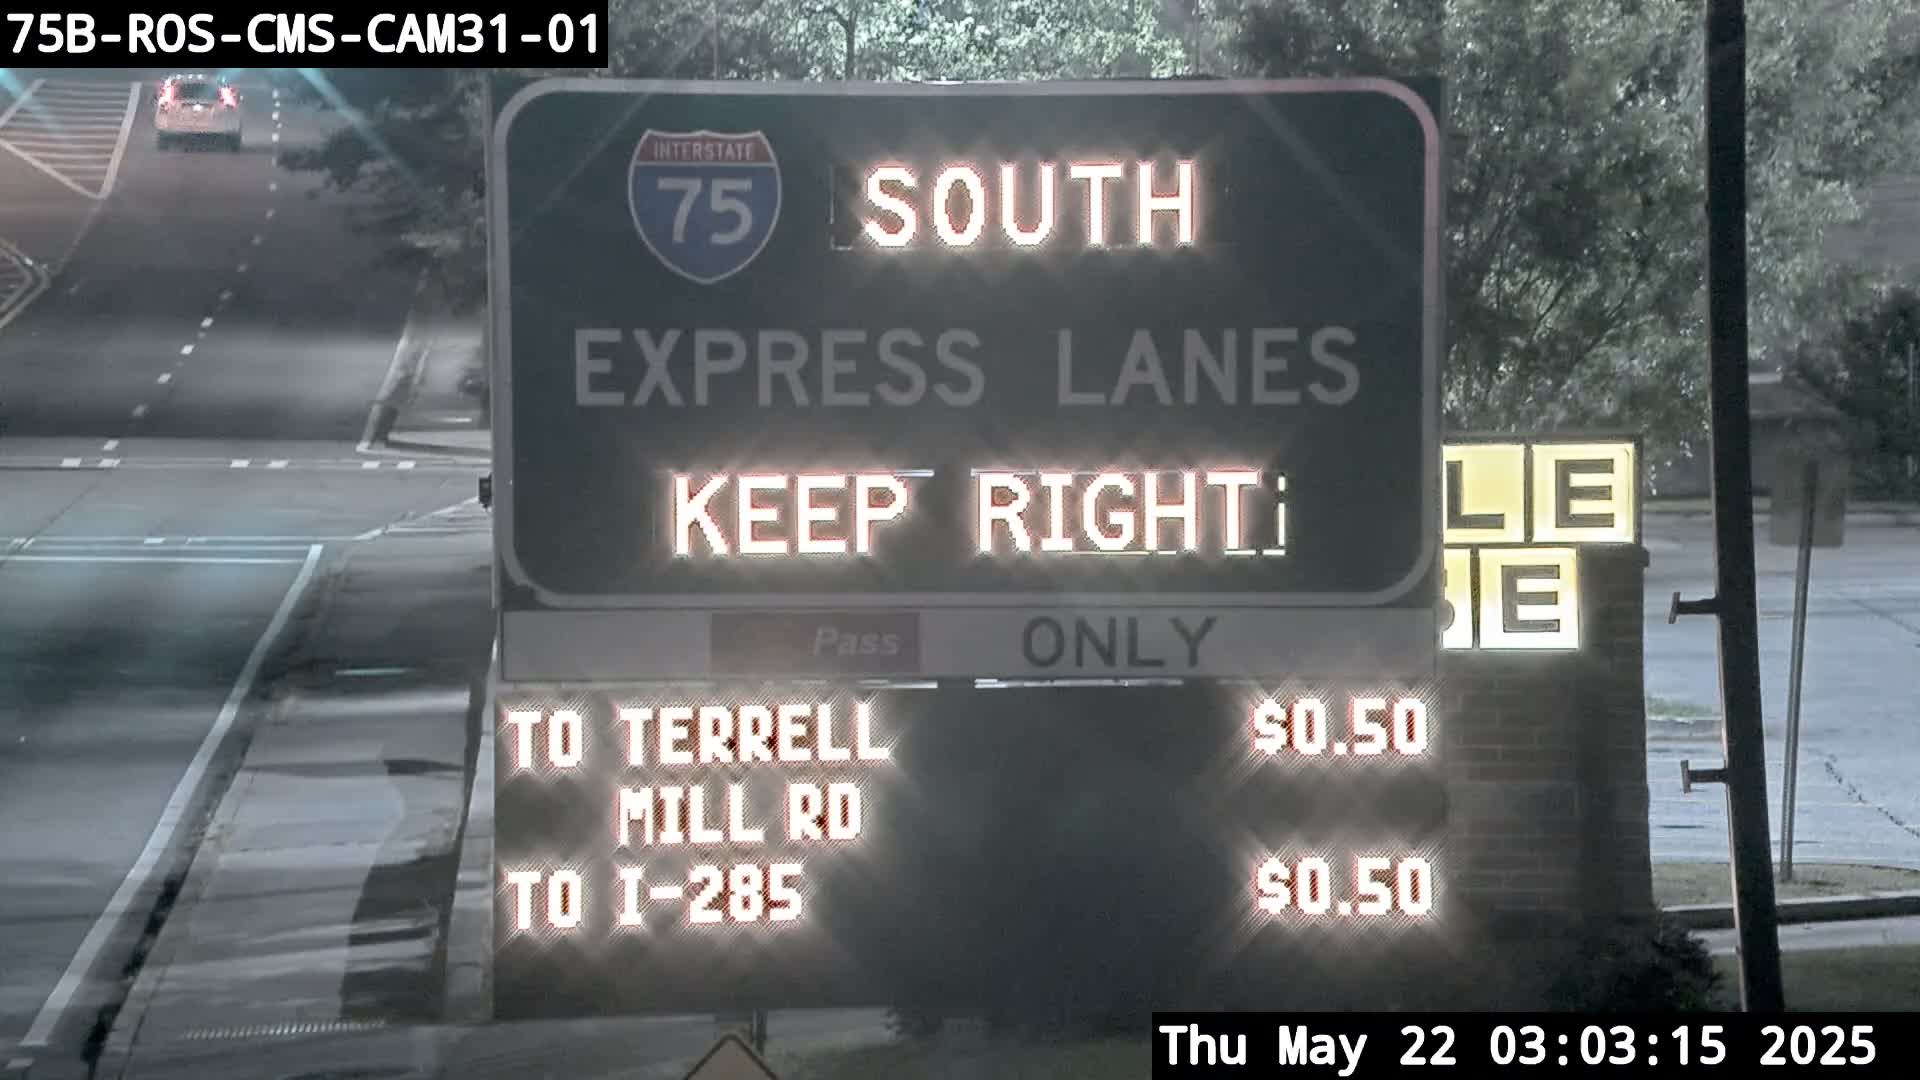 75B-ROS-CMS-CAM31-01
INTERSTATE
75
SOUTH
EXPRESS LANES
KEEP RIGHT
Pass ONLY
LE
E
TO TERRELL $0.50
MILL RD
TO I-285 $0.50
Thu May 22 03:03:15 2025